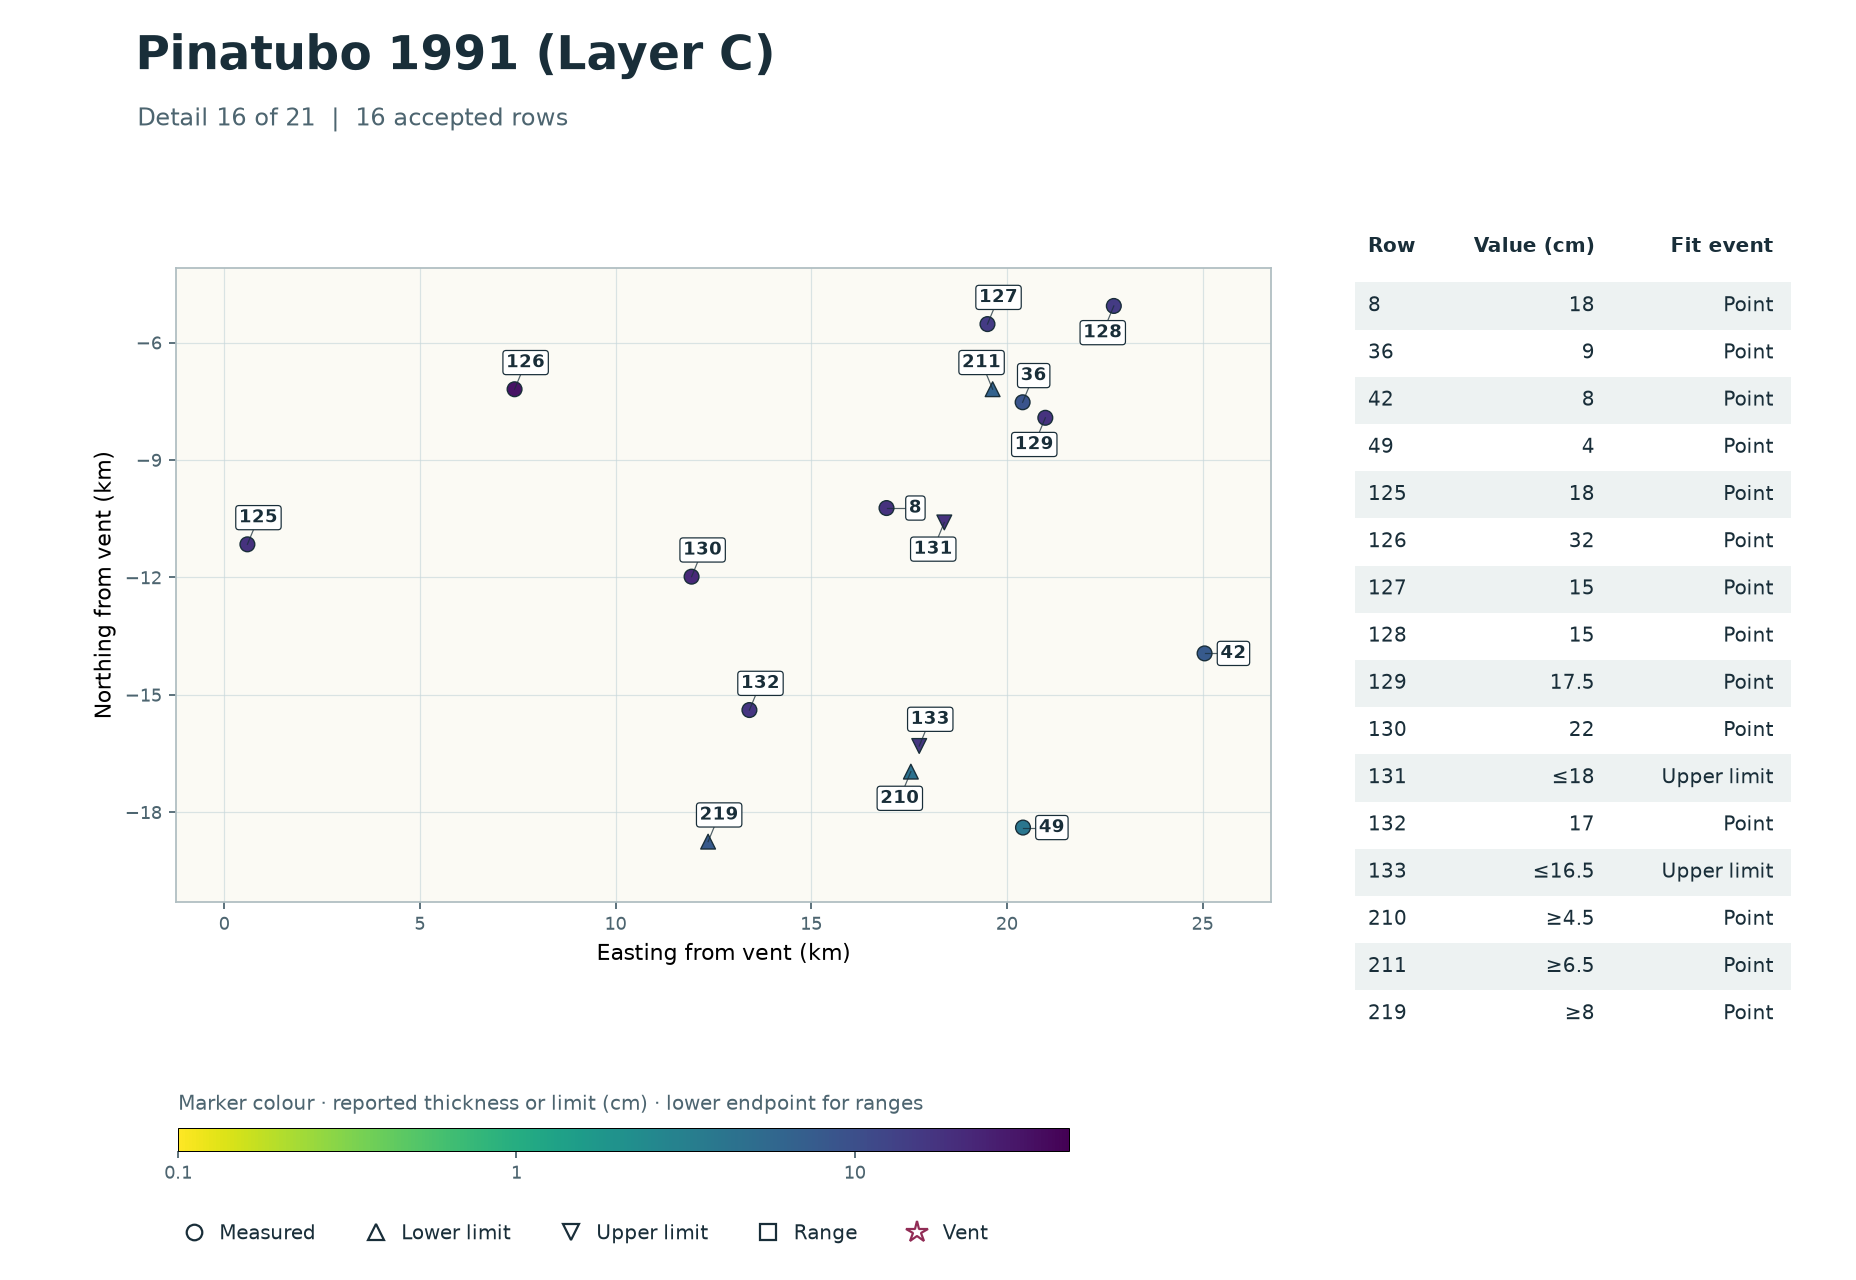 Pinatubo 1991 (Layer C)
Detail 16 of 21 | 16 accepted rows
Row Value (cm) Fit event
8 18 Point
36 9 Point
42 8 Point
49 4 Point
125 18 Point
126 32 Point
127 15 Point
128 15 Point
129 17.5 Point
130 22 Point
131 ≤18 Upper limit
132 17 Point
133 ≤16.5 Upper limit
210 ≥4.5 Point
211 ≥6.5 Point
219 ≥8 Point
127
128
126
211
36
129
125
8
131
130
42
132
133
210
219
49
−6
−9
−12
−15
−18
Northing from vent (km)
0 5 10 15 20 25
Easting from vent (km)
Marker colour · reported thickness or limit (cm) · lower endpoint for ranges
0.1 1 10
Measured Lower limit Upper limit Range Vent